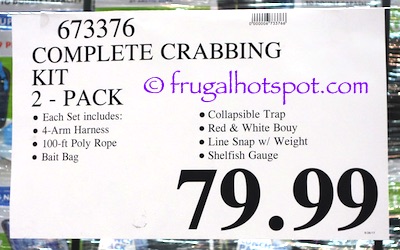 673376
COMPLETE CRABBING
KIT
2 - PACK
© frugalhotspot.com
• Each Set includes:
• 4-Arm Harness
• 100-ft Poly Rope
• Bait Bag
• Collapsible Trap
• Red & White Bouy
• Line Snap w/ Weight
• Shelfish Gauge
79.99